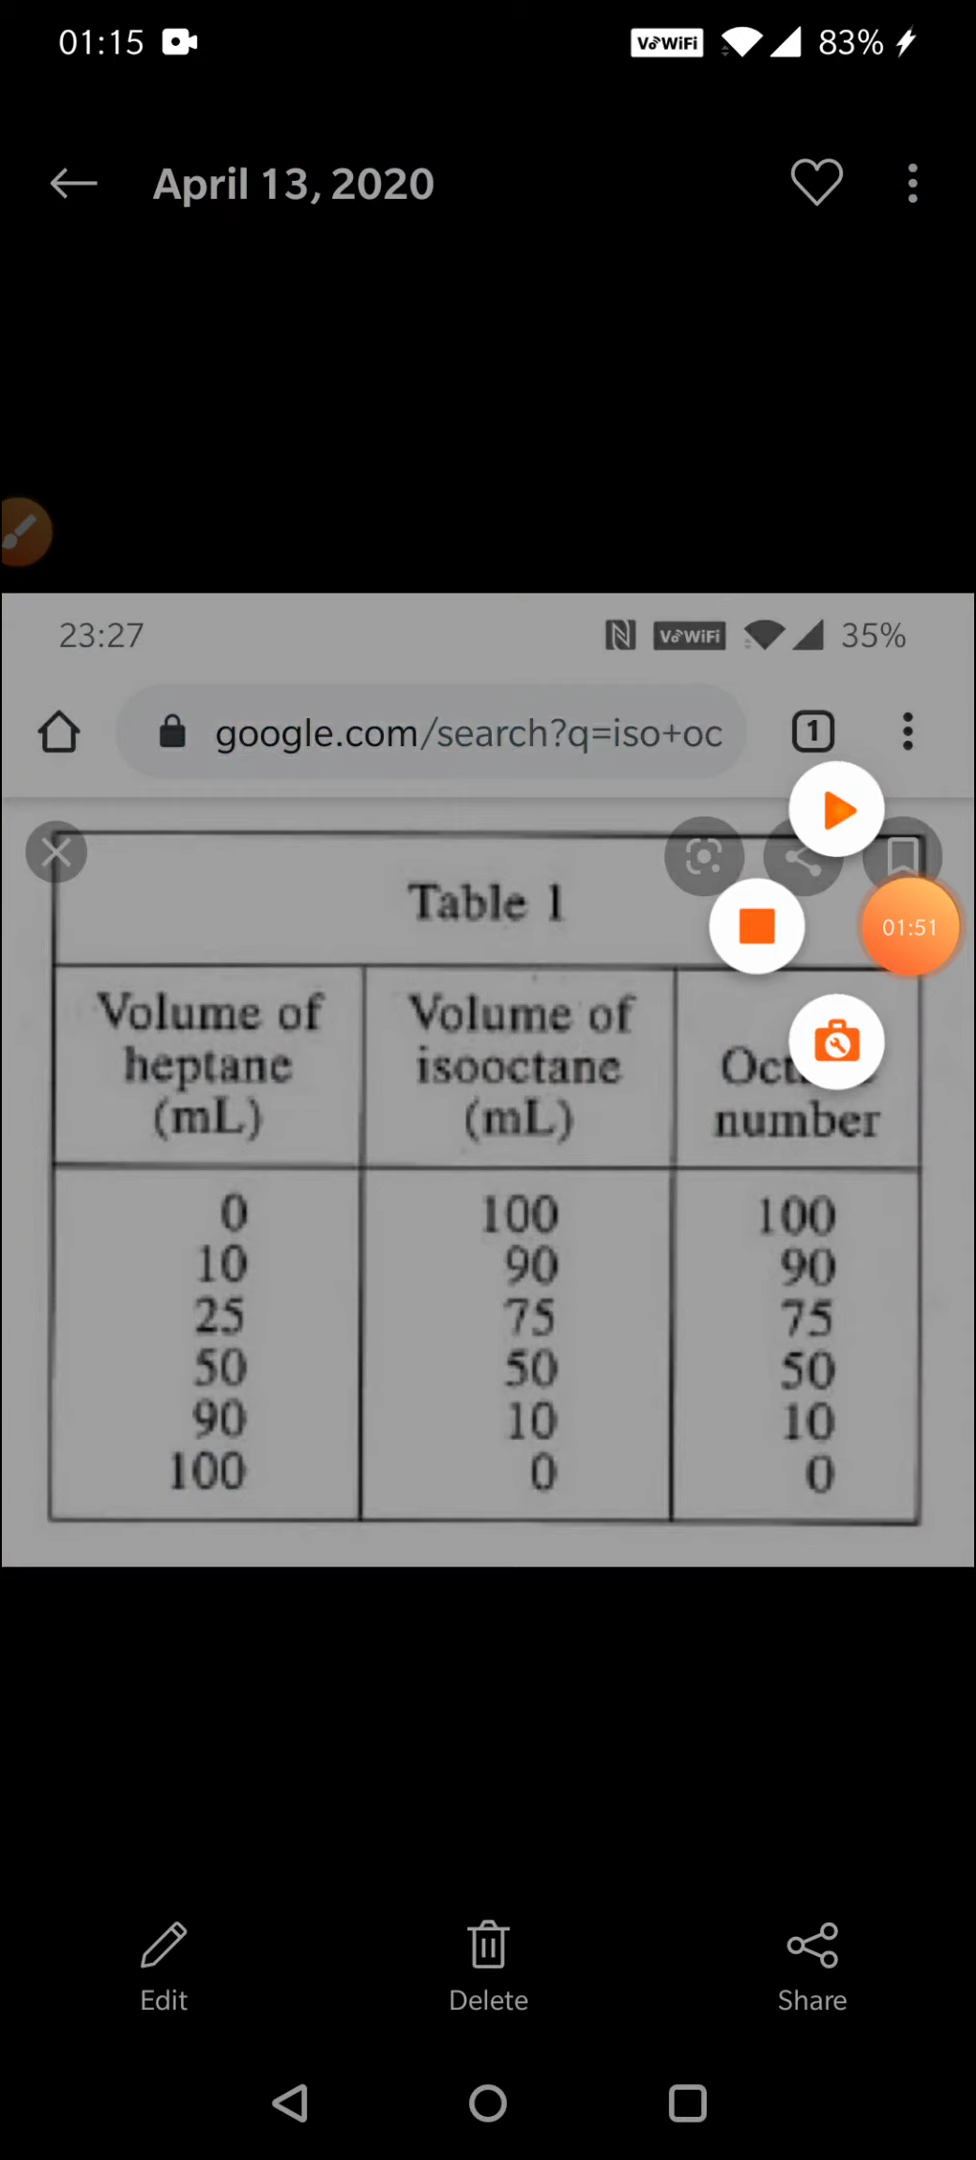 01:15 VoWiFi 83%
April 13, 2020
23:27 VoWiFi 35%
google.com/search?q=iso+oc 1
Table 1
01:51
Volume of heptane (mL) Volume of isooctane (mL) number
0 100 100
10 90 90
25 75 75
50 50 50
90 10 10
100 0 0
Edit Delete Share